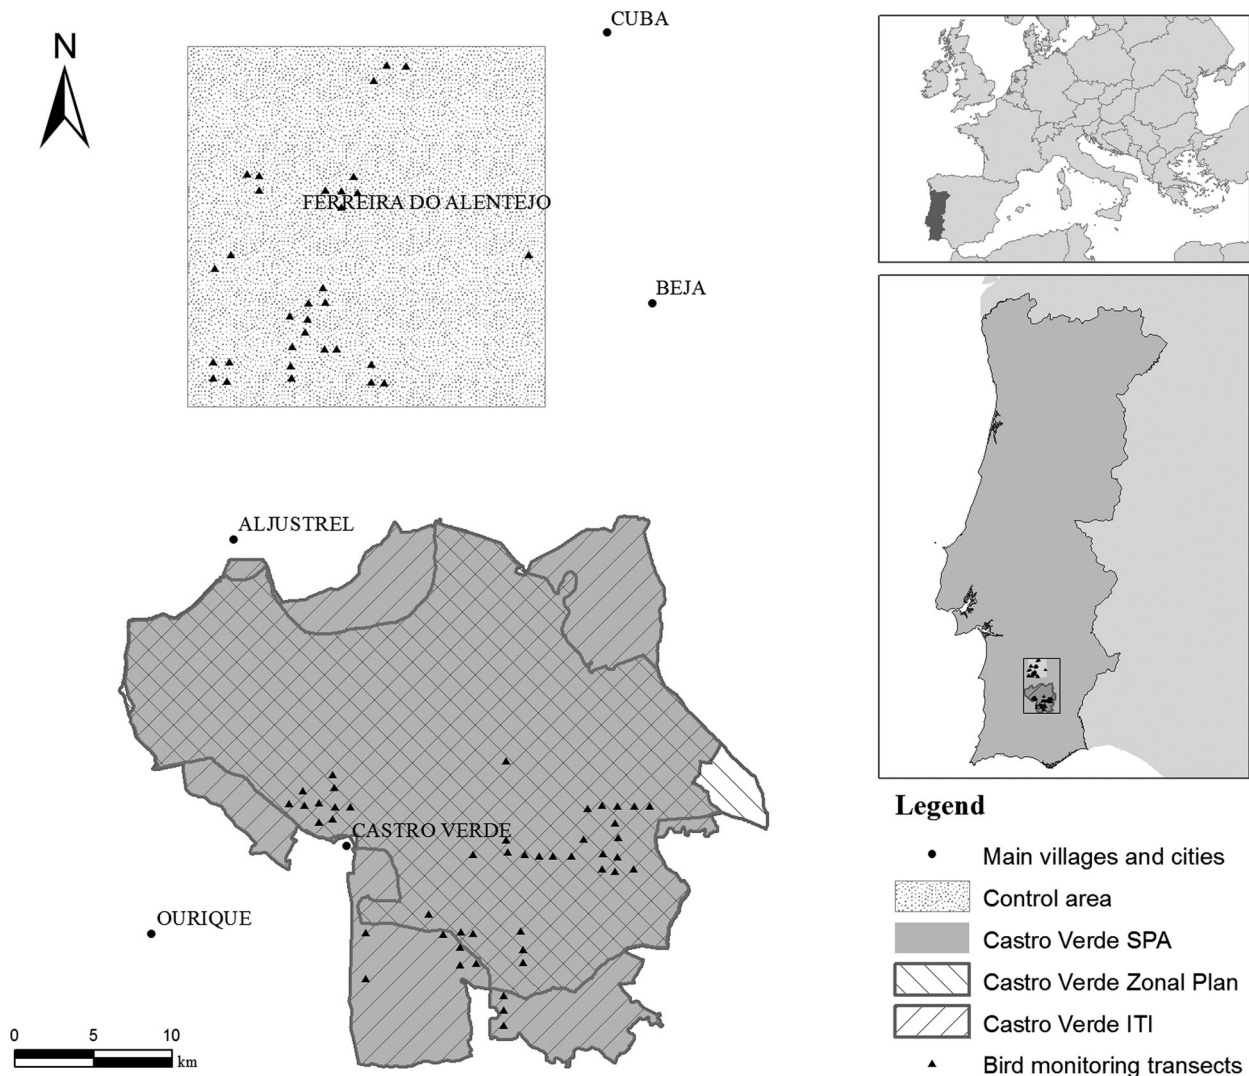 CUBA
N
FERREIRA DO ALENTEJO
BEJA
ALJUSTREL
CASTRO VERDE
OURIQUE
0 5 10
km
Legend
Main villages and cities
Control area
Castro Verde SPA
Castro Verde Zonal Plan
Castro Verde ITI
Bird monitoring transects